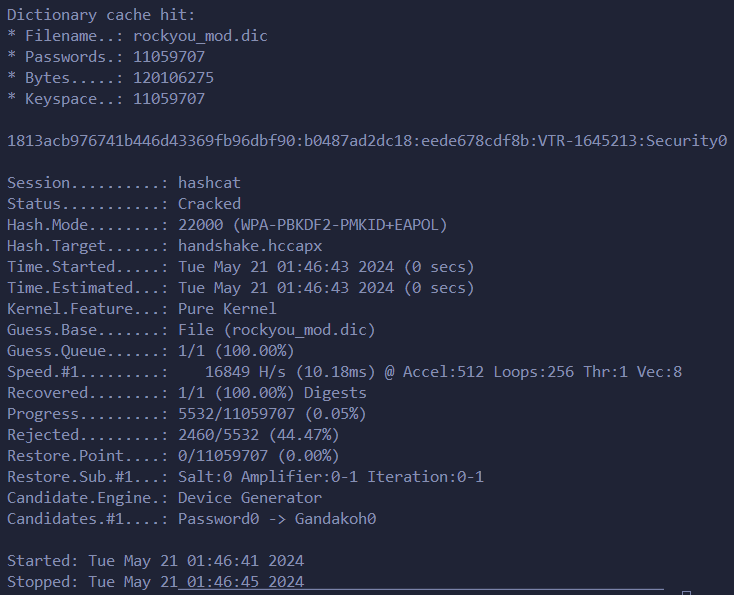 Dictionary cache hit:
* Filename..: rockyou_mod.dic
* Passwords.: 11059707
* Bytes.....: 120106275
* Keyspace..: 11059707
1813acb976741b446d43369fb96dbf90:b0487ad2dc18:eede678cdf8b:VTR-1645213:Security0
Session..........: hashcat
Status...........: Cracked
Hash.Mode........: 22000 (WPA-PBKDF2-PMKID+EAPOL)
Hash.Target......: handshake.hccapx
Time.Started.....: Tue May 21 01:46:43 2024 (0 secs)
Time.Estimated...: Tue May 21 01:46:43 2024 (0 secs)
Kernel.Feature...: Pure Kernel
Guess.Base.......: File (rockyou_mod.dic)
Guess.Queue......: 1/1 (100.00%)
Speed.#1.........:    16849 H/s (10.18ms) @ Accel:512 Loops:256 Thr:1 Vec:8
Recovered........: 1/1 (100.00%) Digests
Progress.........: 5532/11059707 (0.05%)
Rejected.........: 2460/5532 (44.47%)
Restore.Point....: 0/11059707 (0.00%)
Restore.Sub.#1...: Salt:0 Amplifier:0-1 Iteration:0-1
Candidate.Engine.: Device Generator
Candidates.#1....: Password0 -> Gandakoh0
Started: Tue May 21 01:46:41 2024
Stopped: Tue May 21 01:46:45 2024